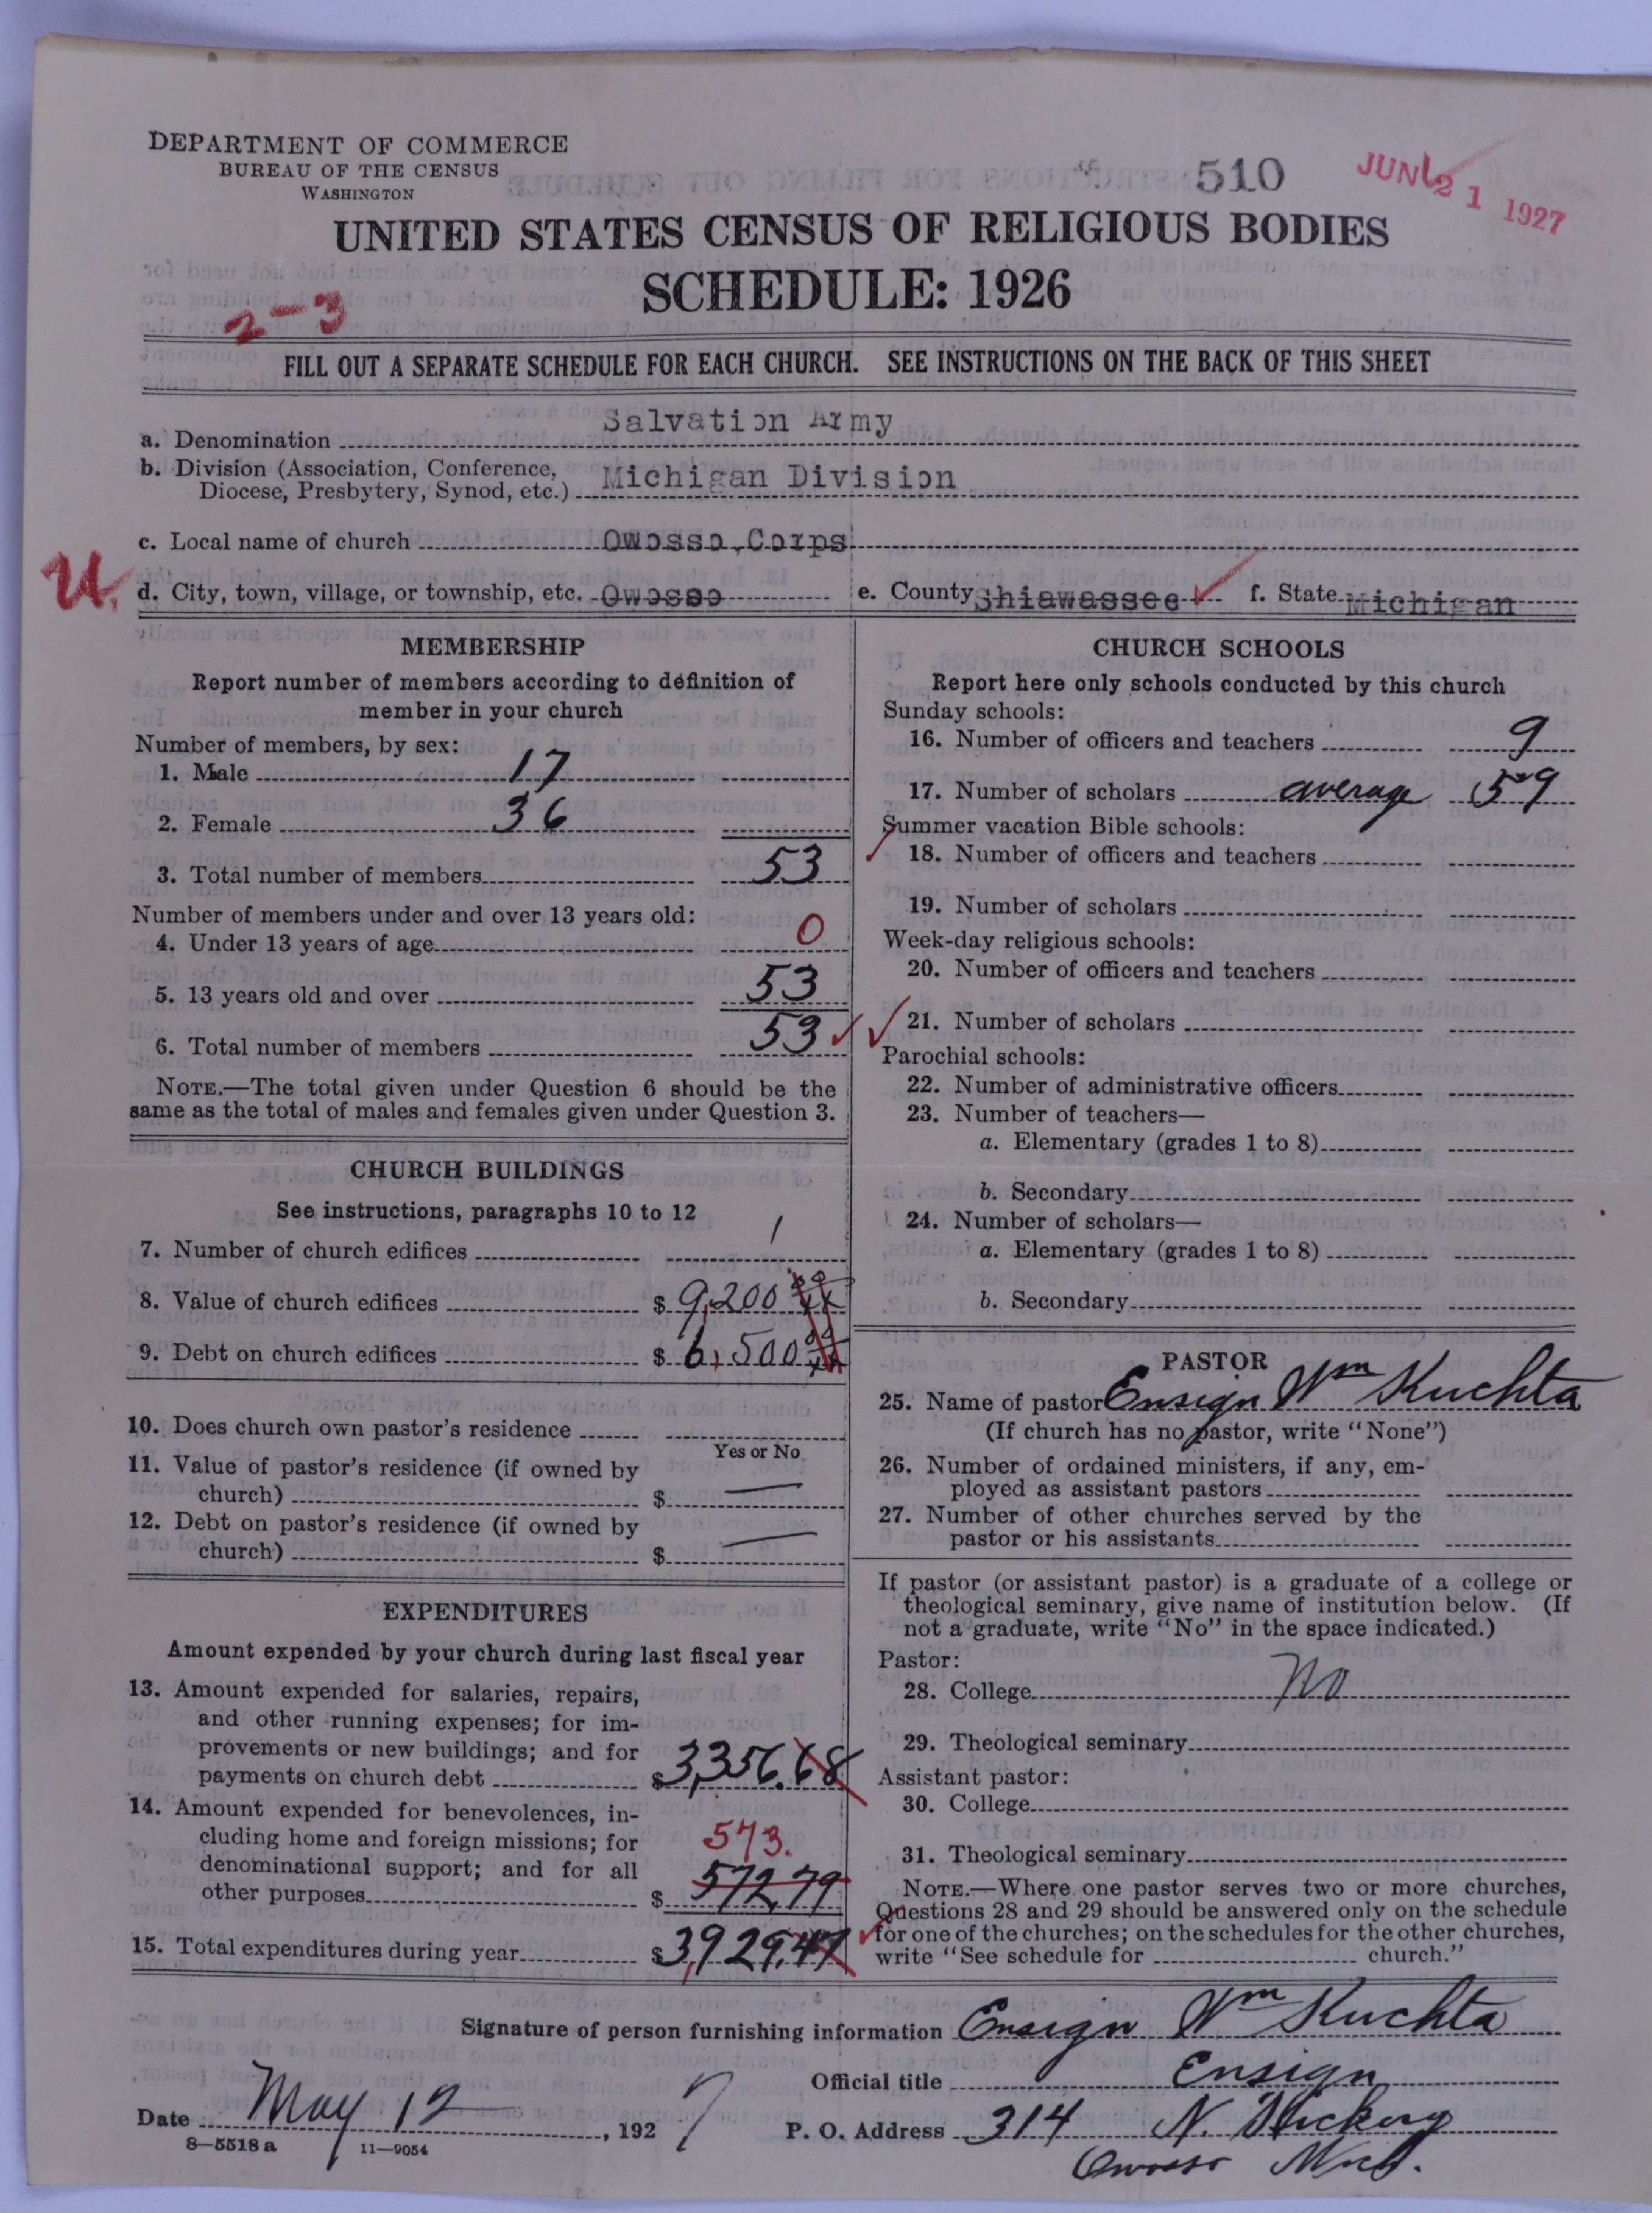 DEPARTMENT OF COMMERCE
BUREAU OF THE CENSUS
WASHINGTON
510
JUN 21 1927
UNITED STATES CENSUS OF RELIGIOUS BODIES
SCHEDULE: 1926
2-3
FILL OUT A SEPARATE SCHEDULE FOR EACH CHURCH. SEE INSTRUCTIONS ON THE BACK OF THIS SHEET
a. Denomination Salvation Army
b. Division (Association, Conference,
Diocese, Presbytery, Synod, etc.) Michigan Division
c. Local name of church Owosso, Corps
U.
d. City, town, village, or township, etc. Owosso e. County Shiawassee f. State Michigan
MEMBERSHIP
Report number of members according to definition of
member in your church
Number of members, by sex:
1. Male 17
2. Female 36
3. Total number of members 53
Number of members under and over 13 years old:
4. Under 13 years of age 0
5. 13 years old and over 53
6. Total number of members 53
NOTE.—The total given under Question 6 should be the
same as the total of males and females given under Question 3.
CHURCH BUILDINGS
See instructions, paragraphs 10 to 12
7. Number of church edifices 1
8. Value of church edifices $ 9,200 00/xx
9. Debt on church edifices $ 6,500 00/xx
10. Does church own pastor's residence
Yes or No
11. Value of pastor's residence (if owned by
church) $ —
12. Debt on pastor's residence (if owned by
church) $ —
EXPENDITURES
Amount expended by your church during last fiscal year
13. Amount expended for salaries, repairs,
and other running expenses; for im-
provements or new buildings; and for
payments on church debt $3,356.68
14. Amount expended for benevolences, in-
cluding home and foreign missions; for
denominational support; and for all
573.
other purposes $ 572.79
15. Total expenditures during year $3,929.47
CHURCH SCHOOLS
Report here only schools conducted by this church
Sunday schools:
16. Number of officers and teachers 9
17. Number of scholars average 59
Summer vacation Bible schools:
18. Number of officers and teachers
19. Number of scholars
Week-day religious schools:
20. Number of officers and teachers
21. Number of scholars
Parochial schools:
22. Number of administrative officers
23. Number of teachers—
a. Elementary (grades 1 to 8)
b. Secondary
24. Number of scholars—
a. Elementary (grades 1 to 8)
b. Secondary
PASTOR
25. Name of pastor Ensign Wm Kuchta
(If church has no pastor, write "None")
26. Number of ordained ministers, if any, em-
ployed as assistant pastors
27. Number of other churches served by the
pastor or his assistants
If pastor (or assistant pastor) is a graduate of a college or
theological seminary, give name of institution below. (If
not a graduate, write "No" in the space indicated.)
Pastor:
28. College No
29. Theological seminary
Assistant pastor:
30. College
31. Theological seminary
NOTE.—Where one pastor serves two or more churches,
Questions 28 and 29 should be answered only on the schedule
for one of the churches; on the schedules for the other churches,
write "See schedule for church."
Signature of person furnishing information Ensign Wm Kuchta
Official title Ensign
Date May 12, 1927 P. O. Address 314 N. Hickory
8—5518 a 11—9054
Owosso Mich.